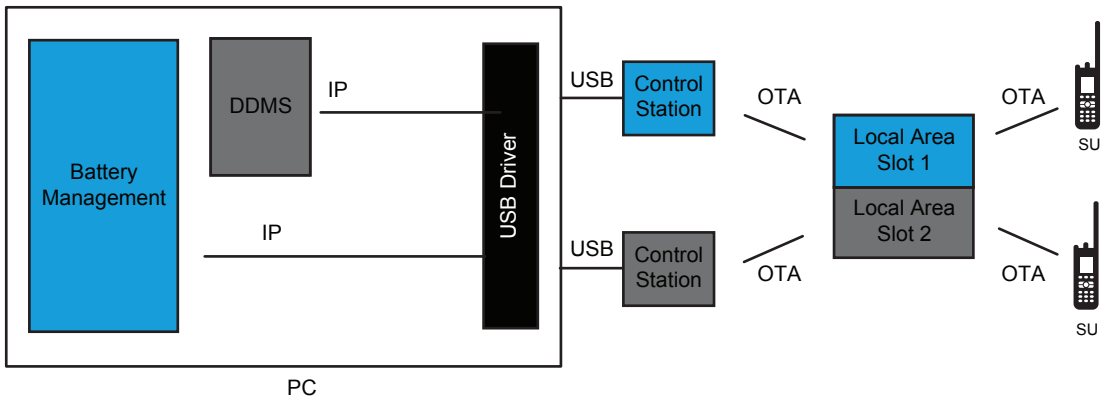 Battery
Management
DDMS
IP
IP
USB Driver
PC
USB
Control
Station
USB
Control
Station
OTA
OTA
Local Area
Slot 1
Local Area
Slot 2
OTA
SU
OTA
SU